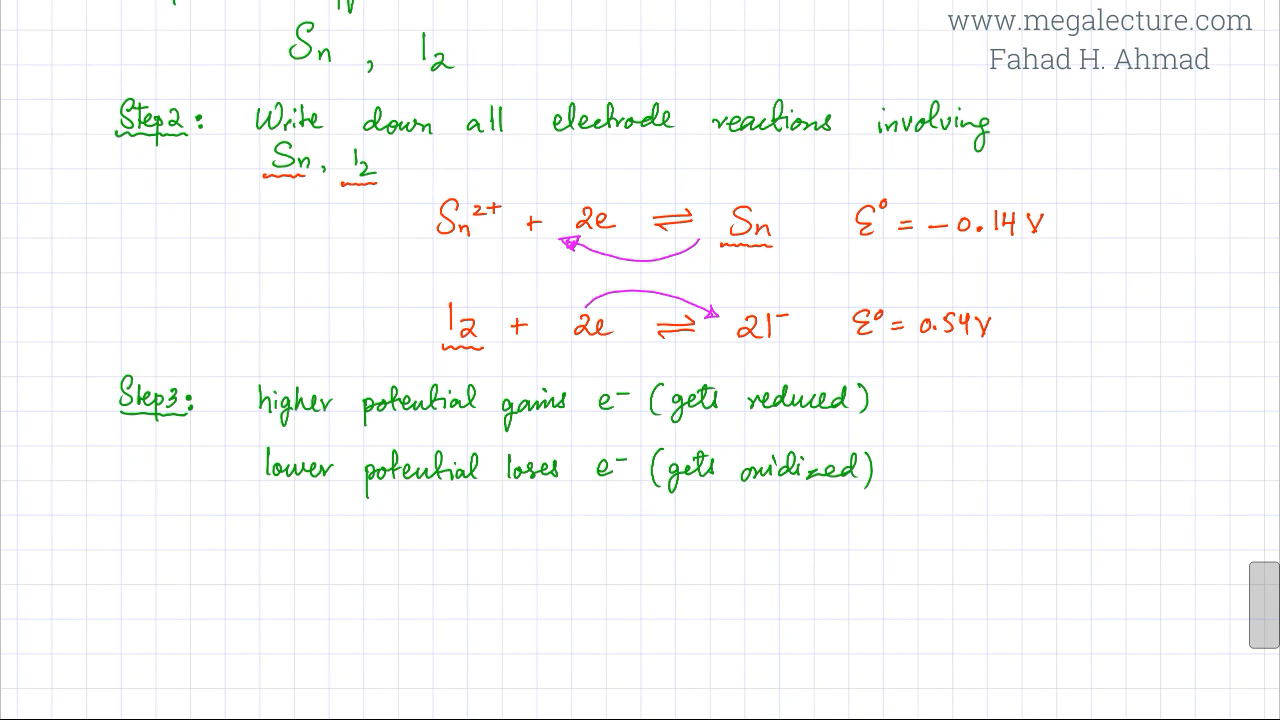 www.megalecture.com
Fahad H. Ahmad
Sn , I2
Step2: Write down all electrode reactions involving
Sn, I2
Sn²⁺ + 2e ⇌ Sn Ɛ° = -0.14V
I2 + 2e ⇌ 2I⁻ Ɛ° = 0.54V
Step3: higher potential gains e⁻ (gets reduced)
lower potential loses e⁻ (gets oxidized)